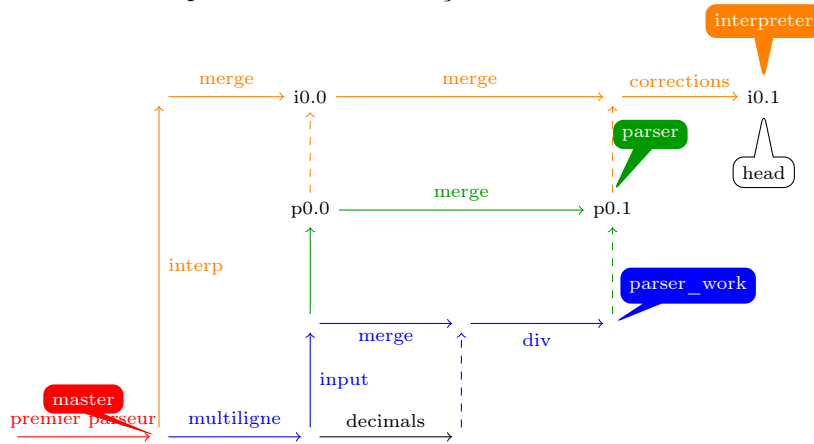 interpreter
merge
merge
corrections
i0.0
i0.1
parser
head
merge
p0.0
p0.1
interp
parser_work
merge
div
input
master
premier parseur
multiligne
decimals